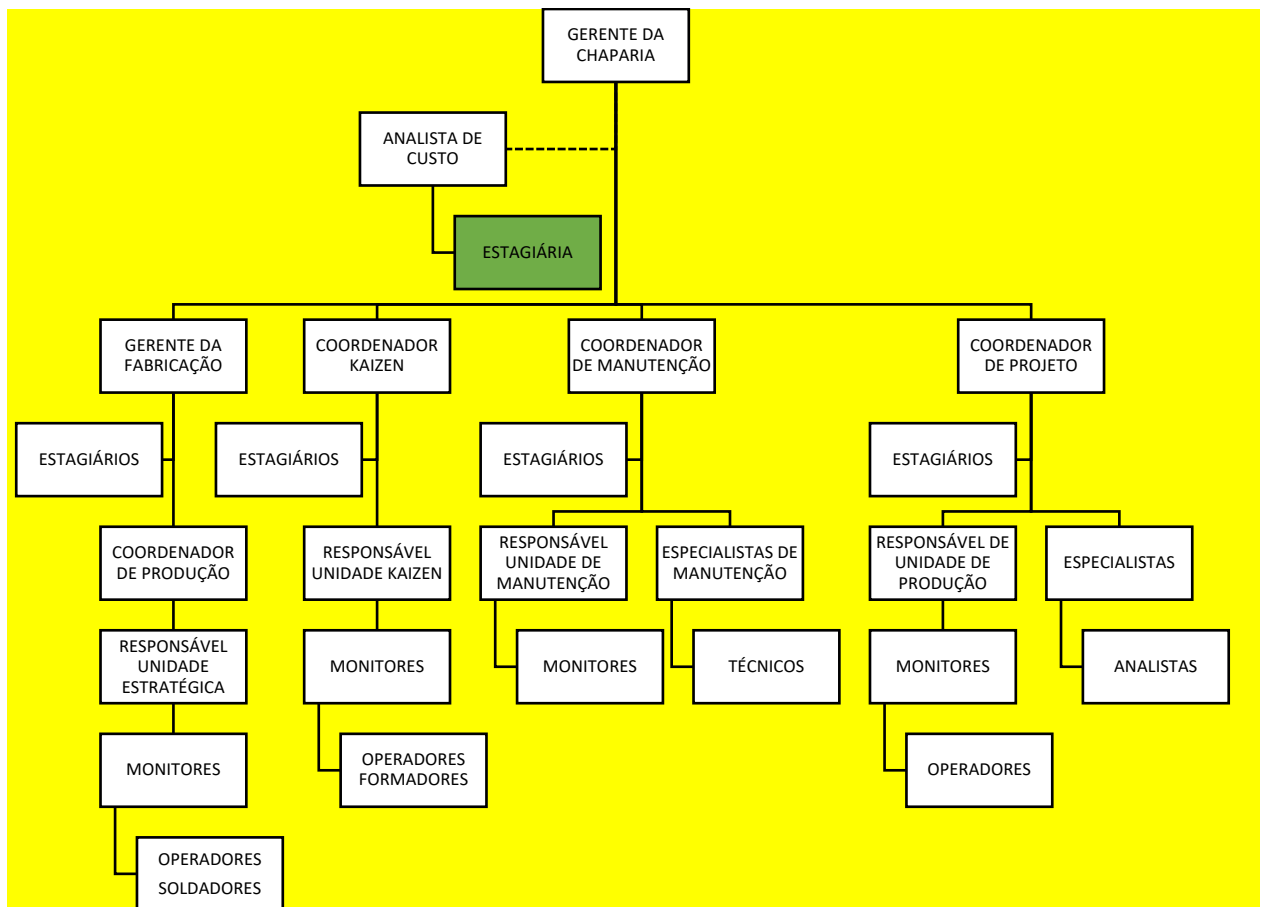 GERENTE DA
CHAPARIA
ANALISTA DE
CUSTO
ESTAGIÁRIA
GERENTE DA
FABRICAÇÃO
COORDENADOR
KAIZEN
COORDENADOR
DE MANUTENÇÃO
COORDENADOR
DE PROJETO
ESTAGIÁRIOS
ESTAGIÁRIOS
ESTAGIÁRIOS
ESTAGIÁRIOS
COORDENADOR
DE PRODUÇÃO
RESPONSÁVEL
UNIDADE KAIZEN
RESPONSÁVEL
UNIDADE DE
MANUTENÇÃO
ESPECIALISTAS DE
MANUTENÇÃO
RESPONSÁVEL DE
UNIDADE DE
PRODUÇÃO
ESPECIALISTAS
RESPONSÁVEL
UNIDADE
ESTRATÉGICA
MONITORES
MONITORES
TÉCNICOS
MONITORES
ANALISTAS
MONITORES
OPERADORES
FORMADORES
OPERADORES
OPERADORES
SOLDADORES